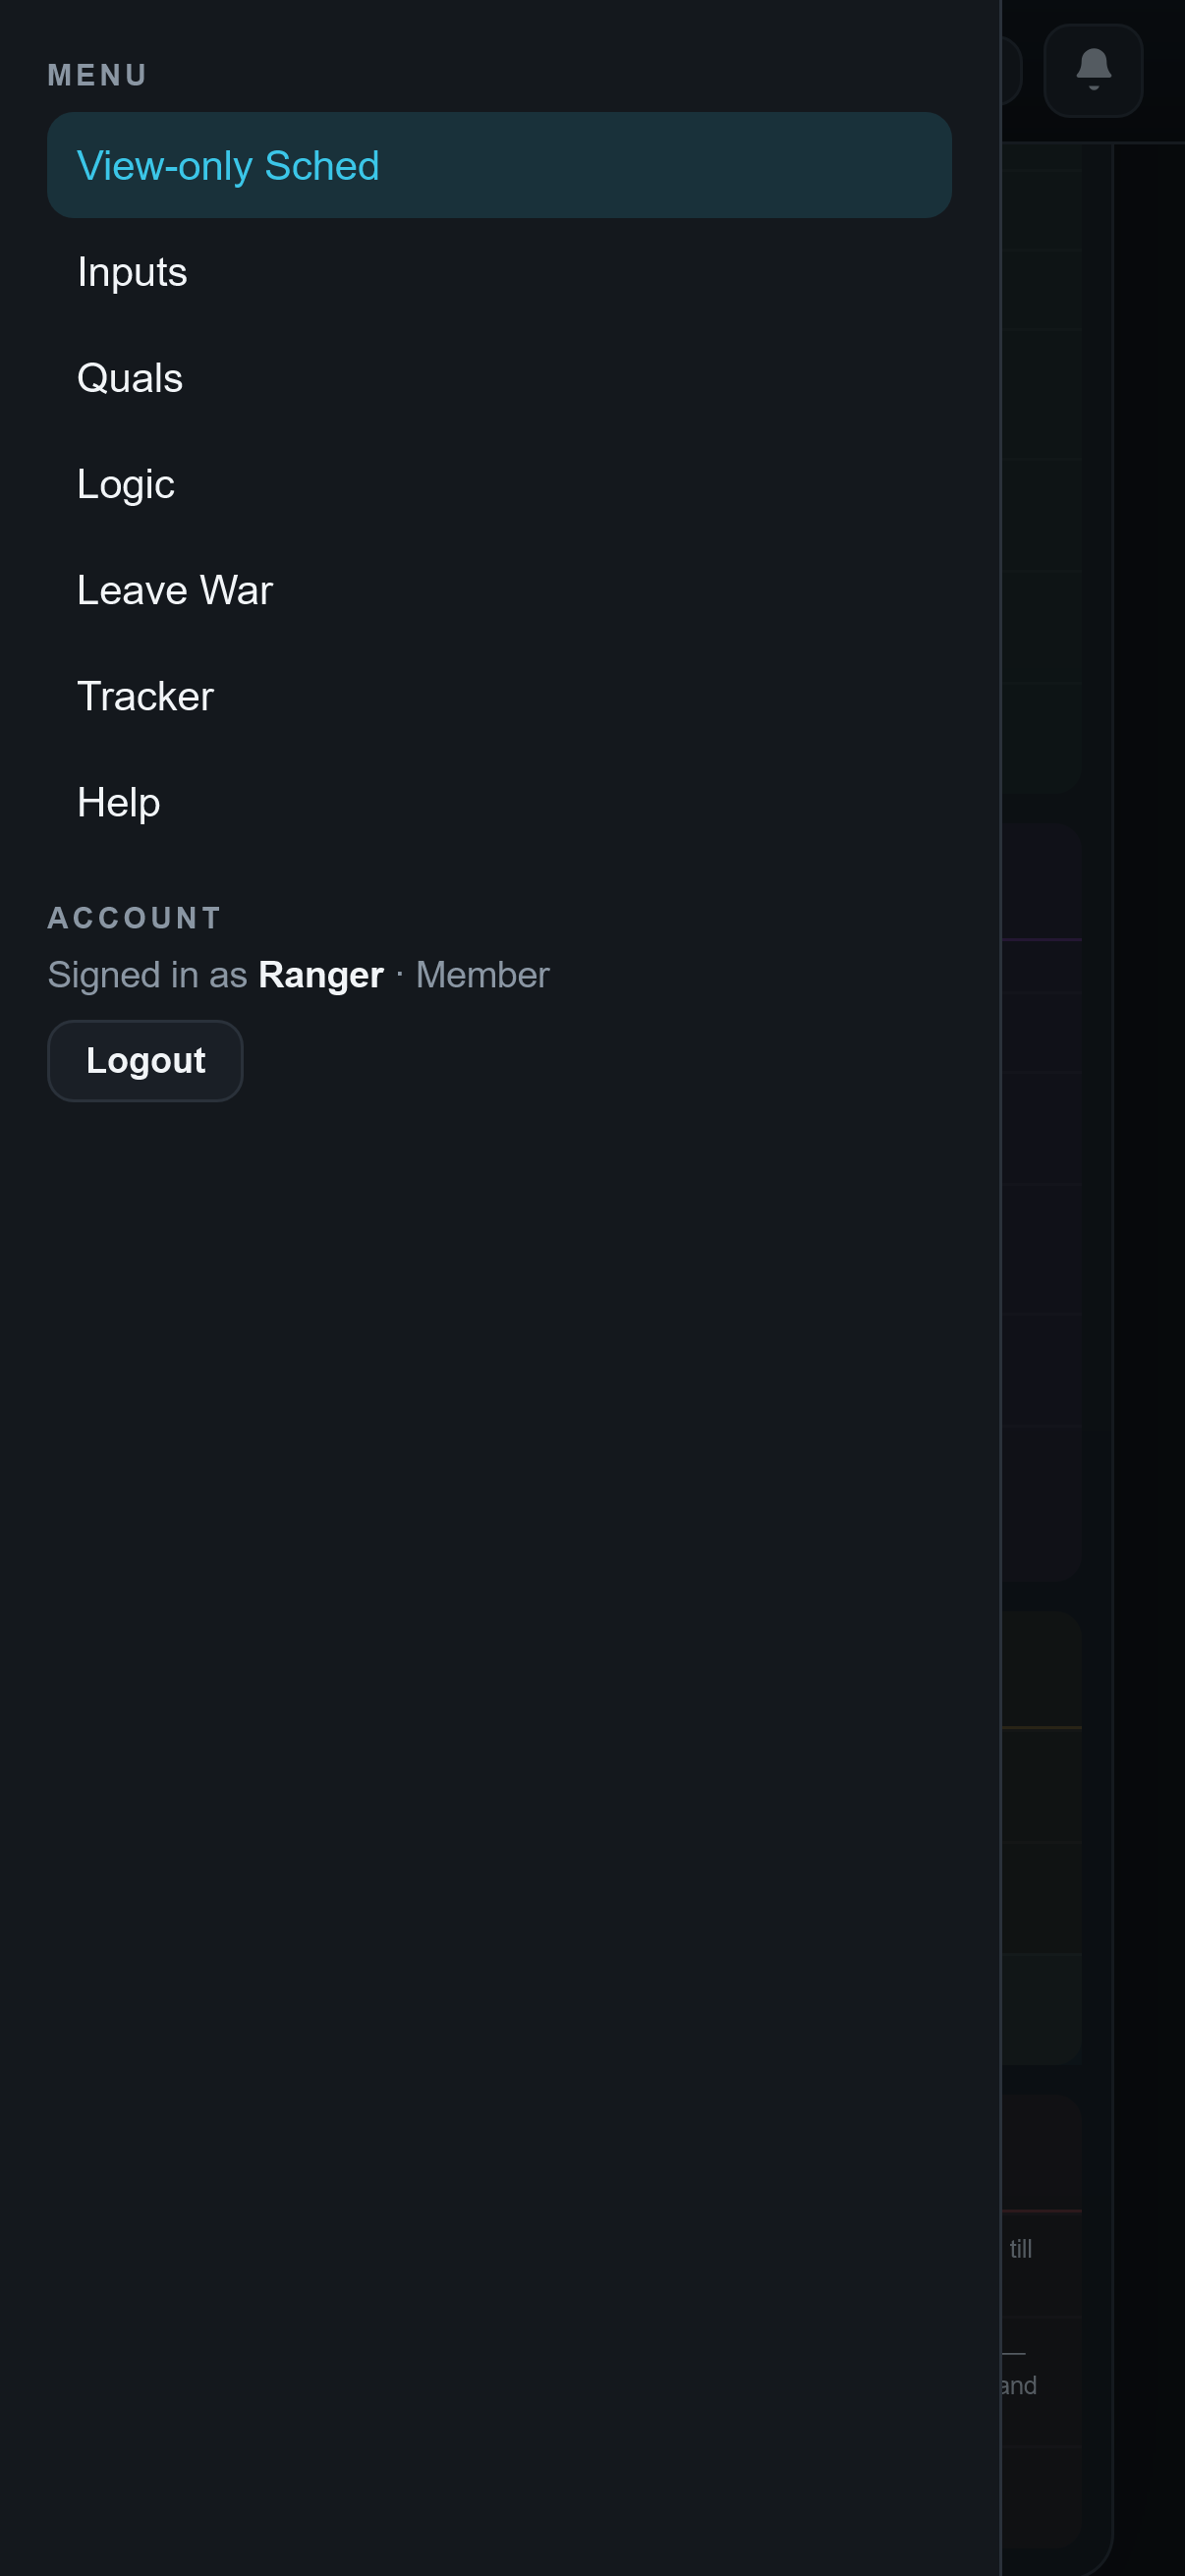 MENU
View-only Sched
Inputs
Quals
Logic
Leave War
Tracker
Help
ACCOUNT
Signed in as Ranger · Member
Logout
till
—
and